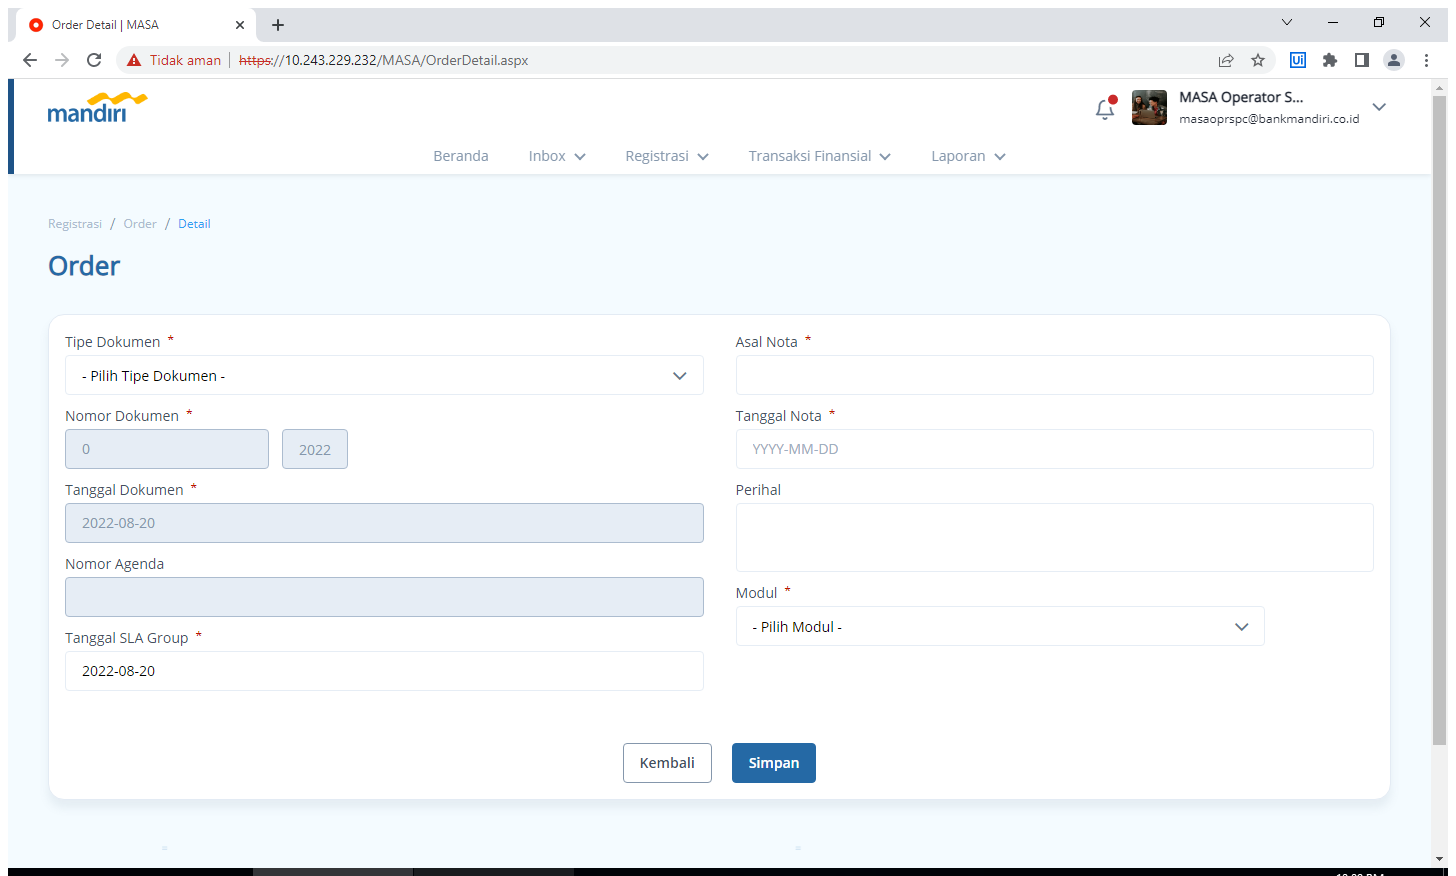 Order Detail | MASA
Tidak aman https://10.243.229.232/MASA/OrderDetail.aspx
Ui
mandiri
MASA Operator S...
masaoprspc@bankmandiri.co.id
Beranda Inbox Registrasi Transaksi Finansial Laporan
Registrasi / Order / Detail
Order
Tipe Dokumen *
- Pilih Tipe Dokumen -
Nomor Dokumen *
0 2022
Tanggal Dokumen *
2022-08-20
Nomor Agenda
Tanggal SLA Group *
2022-08-20
Asal Nota *
Tanggal Nota *
YYYY-MM-DD
Perihal
Modul *
- Pilih Modul -
Kembali Simpan